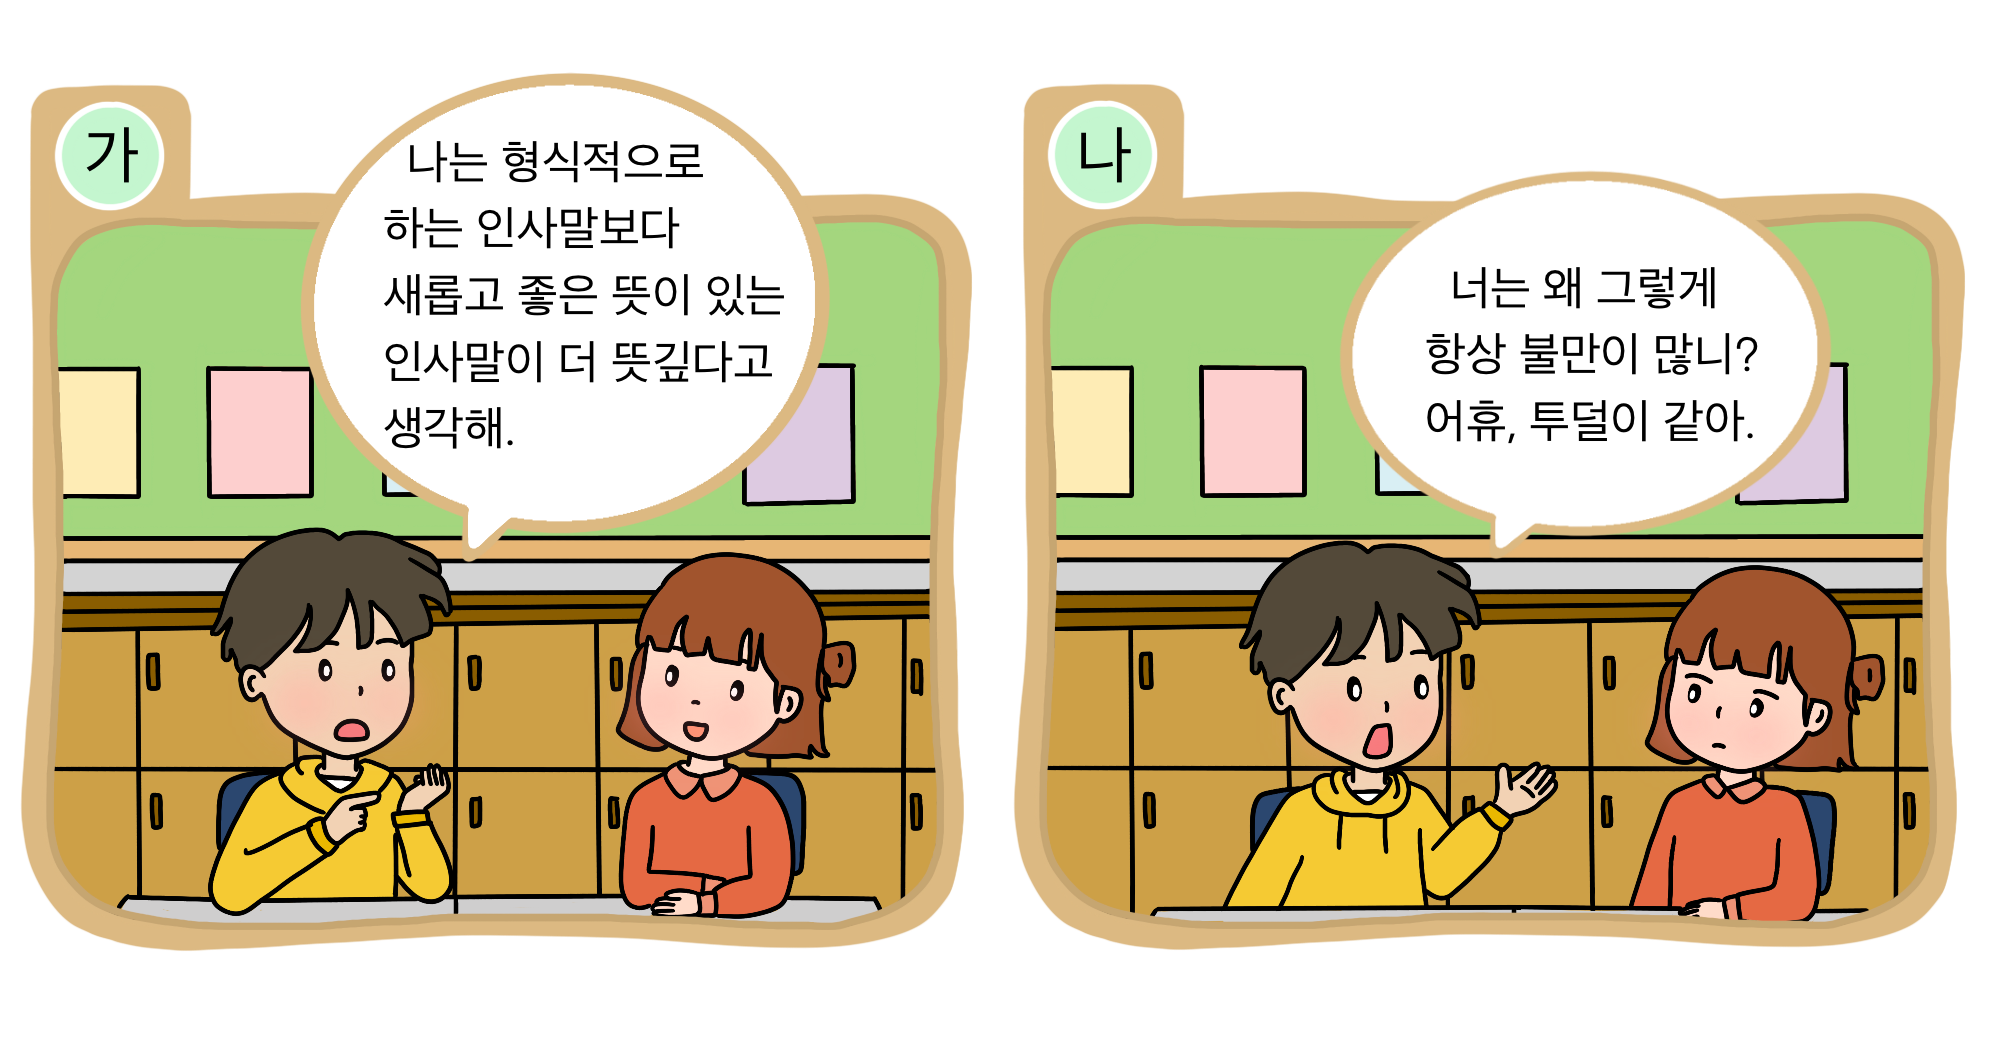 가
나는 형식적으로
하는 인사말보다
새롭고 좋은 뜻이 있는
인사말이 더 뜻깊다고
생각해.
나
너는 왜 그렇게
항상 불만이 많니?
어휴, 투덜이 같아.